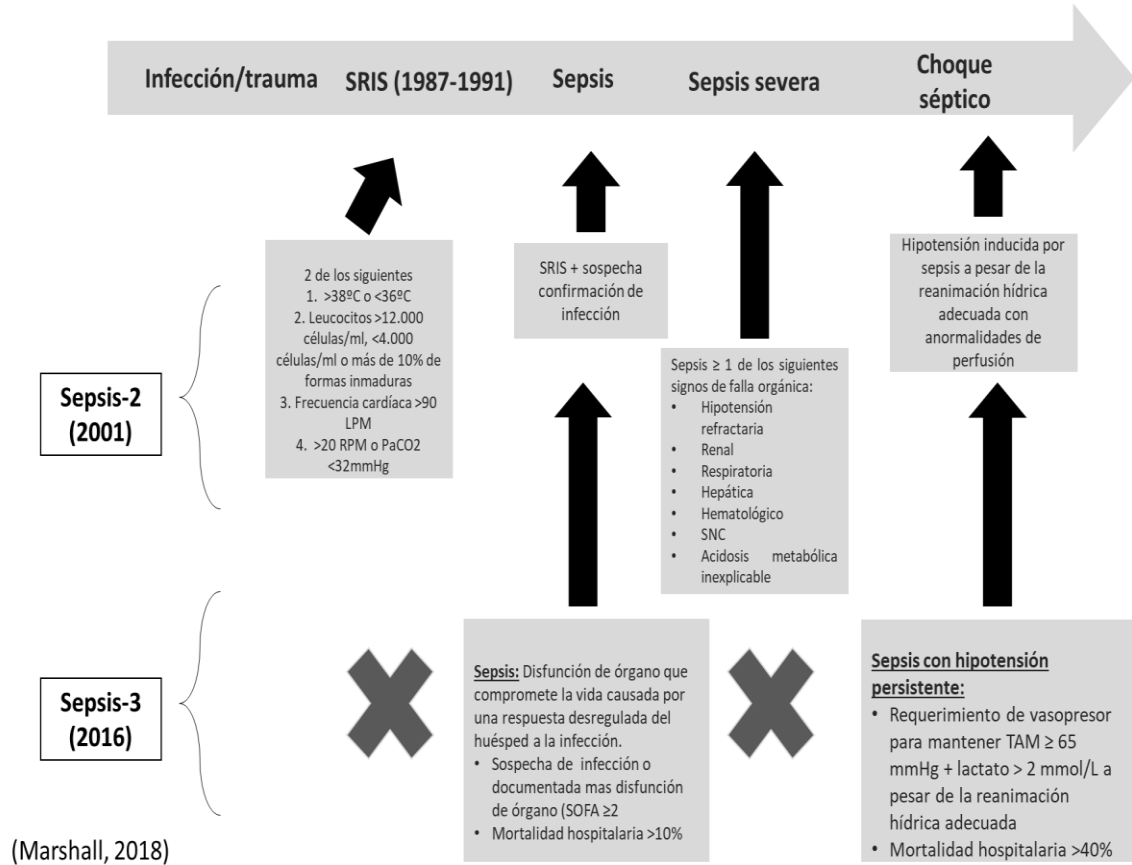 Infección/trauma
SRIS (1987-1991)
Sepsis
Sepsis severa
Choque
séptico
Sepsis-2
(2001)
2 de los siguientes
1. >38ºC o <36ºC
2. Leucocitos >12.000
células/ml, <4.000
células/ml o más de 10% de
formas inmaduras
3. Frecuencia cardíaca >90
LPM
4. >20 RPM o PaCO2
<32mmHg
SRIS + sospecha
confirmación de
infección
Sepsis ≥ 1 de los siguientes
signos de falla orgánica:
• Hipotensión
refractaria
• Renal
• Respiratoria
• Hepática
• Hematológico
• SNC
• Acidosis metabólica
inexplicable
Hipotensión inducida por
sepsis a pesar de la
reanimación hídrica
adecuada con
anormalidades de
perfusión
Sepsis-3
(2016)
Sepsis: Disfunción de órgano que
compromete la vida causada por
una respuesta desregulada del
huésped a la infección.
• Sospecha de infección o
documentada mas disfunción
de órgano (SOFA ≥2
• Mortalidad hospitalaria >10%
Sepsis con hipotensión
persistente:
• Requerimiento de vasopresor
para mantener TAM ≥ 65
mmHg + lactato > 2 mmol/L a
pesar de la reanimación
hídrica adecuada
• Mortalidad hospitalaria >40%
(Marshall, 2018)